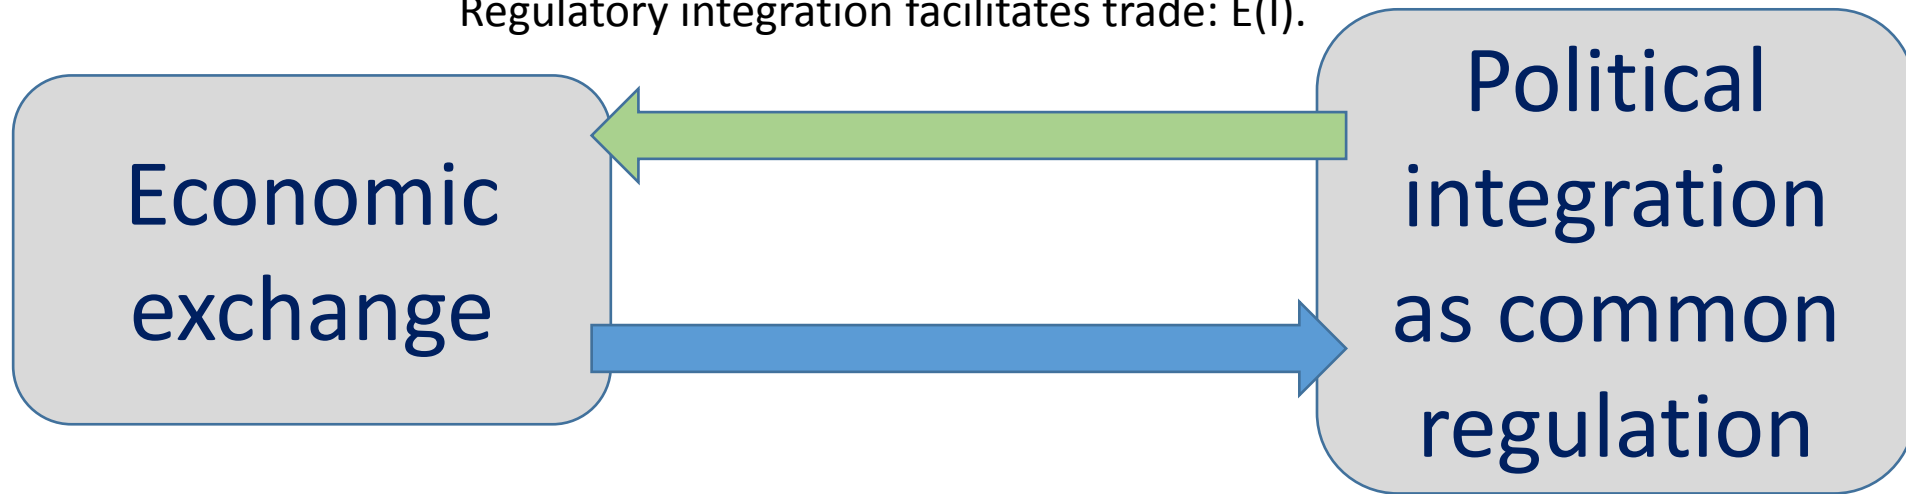 Regulatory integration facilitates trade: E(I).
Economic
exchange
Political
integration
as common
regulation